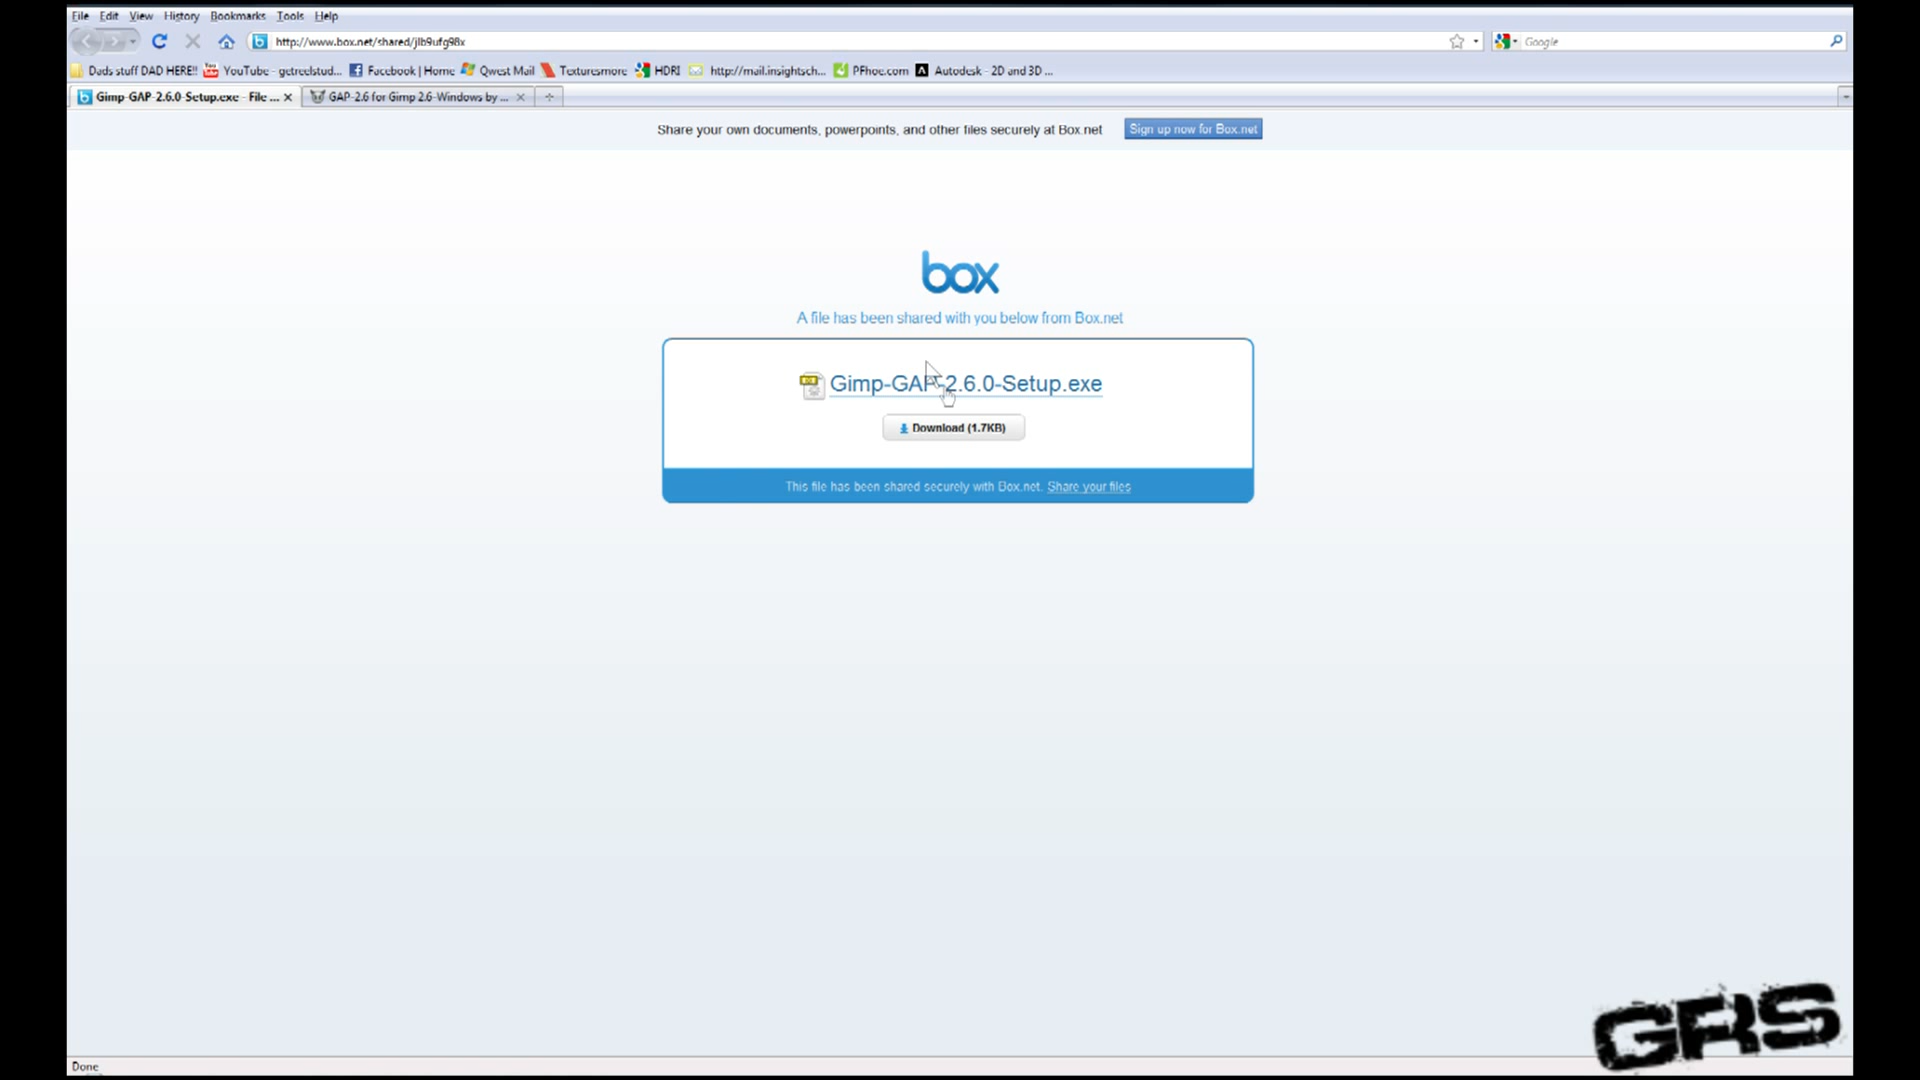 File Edit View History Bookmarks Tools Help
http://www.box.net/shared/jlb9ufg98x
Google
Dads stuff DAD HERE!! YouTube - getreelstud... Facebook | Home Qwest Mail Texturesmore HDRI http://mail.insightsch... PFhoe.com Autodesk - 2D and 3D ...
Gimp-GAP-2.6.0-Setup.exe - File ... GAP-2.6 for Gimp 2.6-Windows by ...
Share your own documents, powerpoints, and other files securely at Box.net Sign up now for Box.net
box
A file has been shared with you below from Box.net
Gimp-GAP-2.6.0-Setup.exe
Download (1.7KB)
This file has been shared securely with Box.net. Share your files
GRS
Done